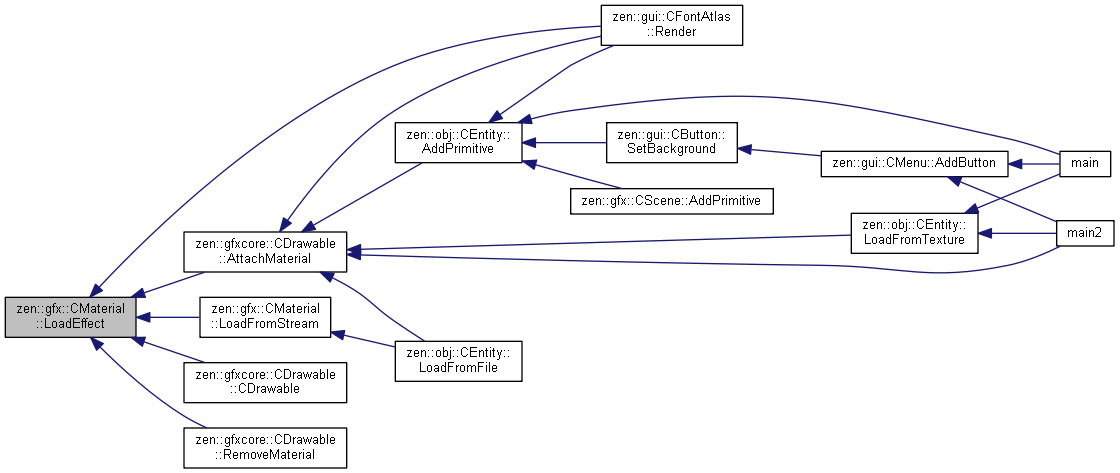 zen::gui::CFontAtlas
::Render
zen::obj::CEntity::
AddPrimitive
zen::gui::CButton::
SetBackground
zen::gui::CMenu::AddButton
main
zen::gfx::CScene::AddPrimitive
zen::obj::CEntity::
LoadFromTexture
main2
zen::gfxcore::CDrawable
::AttachMaterial
zen::gfx::CMaterial
::LoadEffect
zen::gfx::CMaterial
::LoadFromStream
zen::obj::CEntity::
LoadFromFile
zen::gfxcore::CDrawable
::CDrawable
zen::gfxcore::CDrawable
::RemoveMaterial